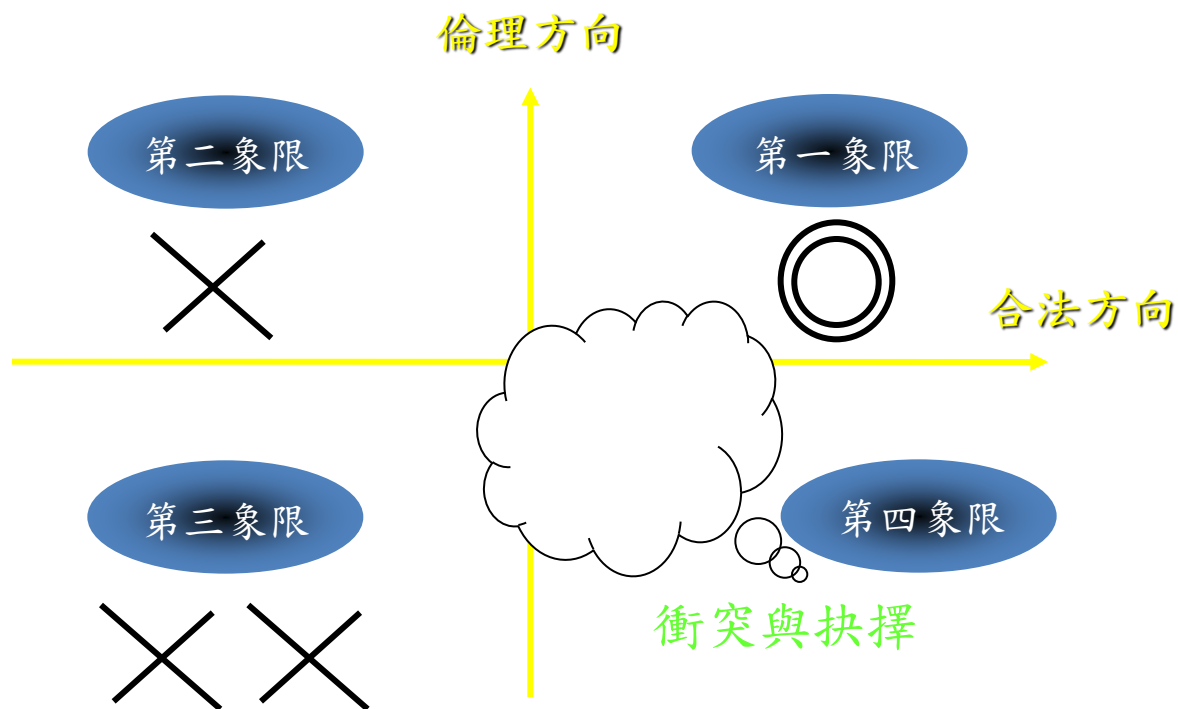 倫理方向
第二象限
第一象限
合法方向
第三象限
第四象限
衝突與抉擇